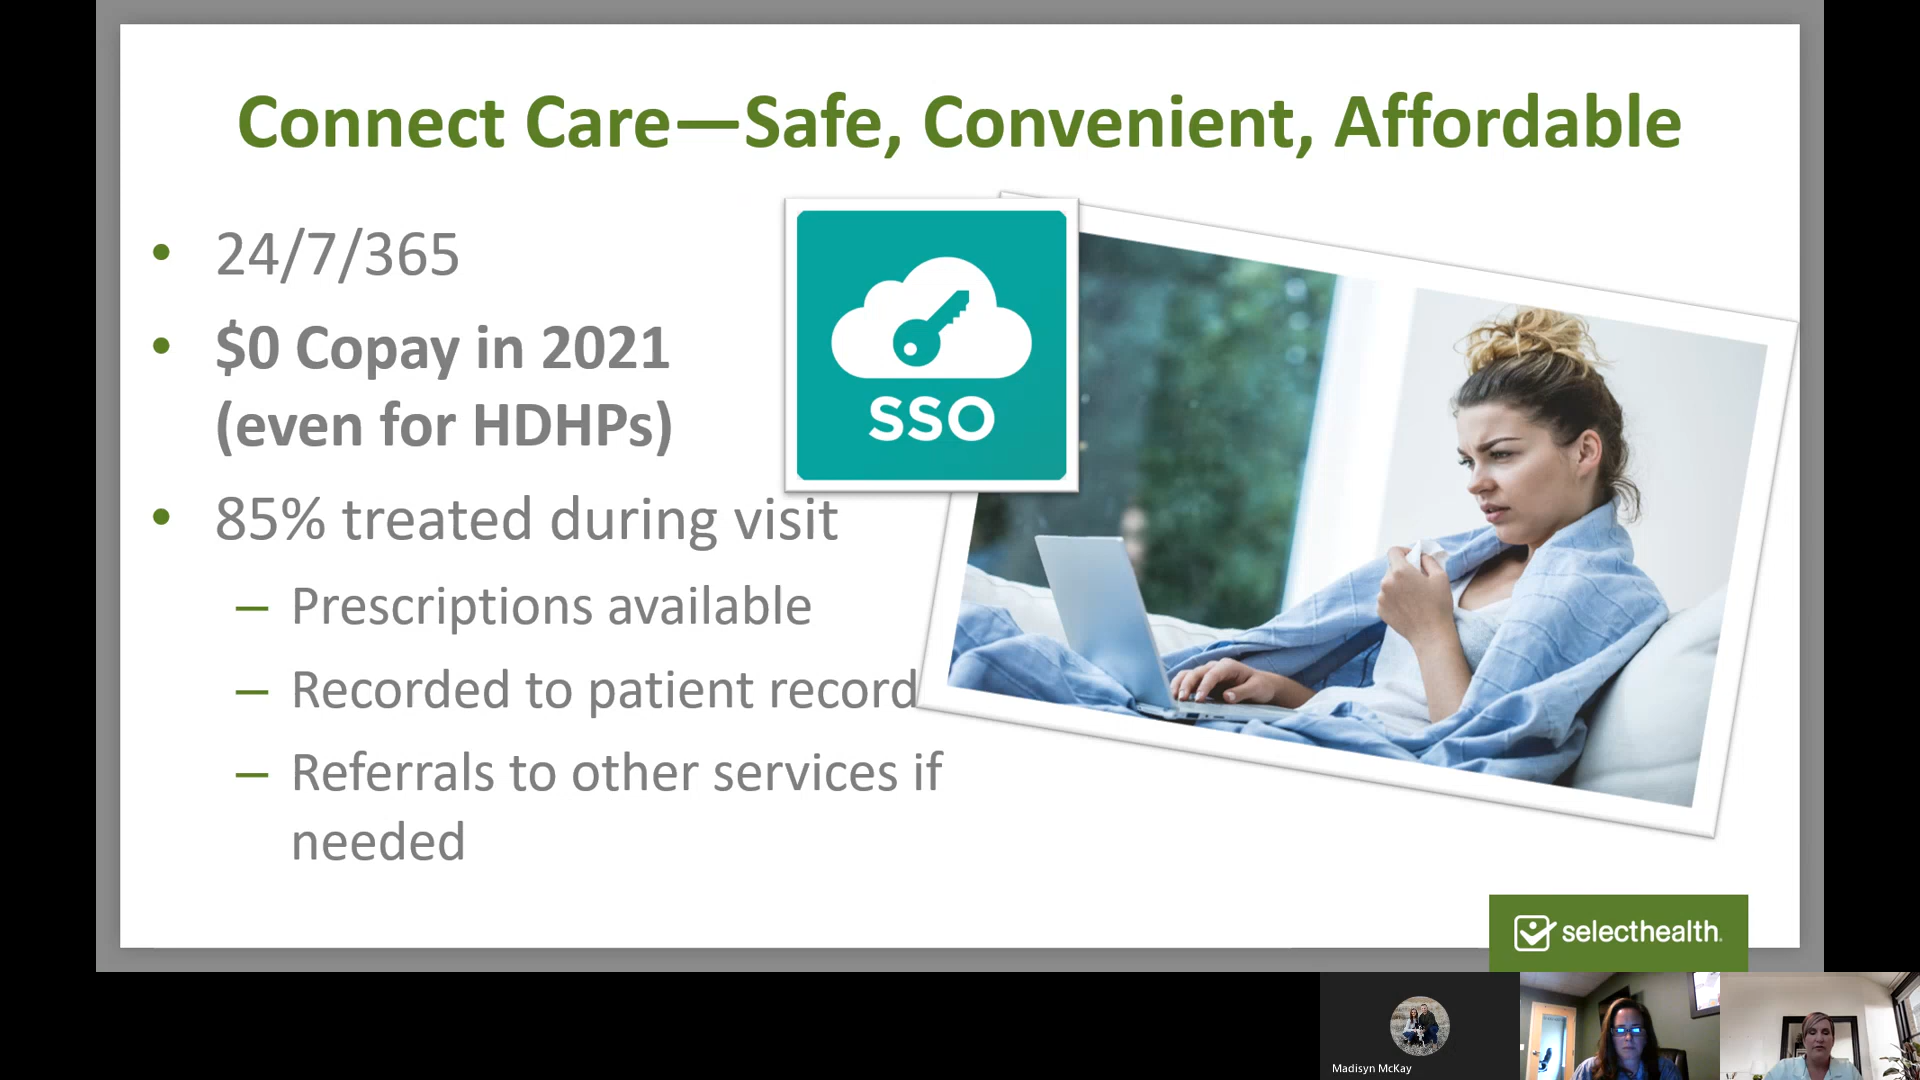 Connect Care—Safe, Convenient, Affordable
• 24/7/365
• $0 Copay in 2021
(even for HDHPs)
• 85% treated during visit
– Prescriptions available
– Recorded to patient record
– Referrals to other services if
needed
SSO
selecthealth.
Madisyn McKay